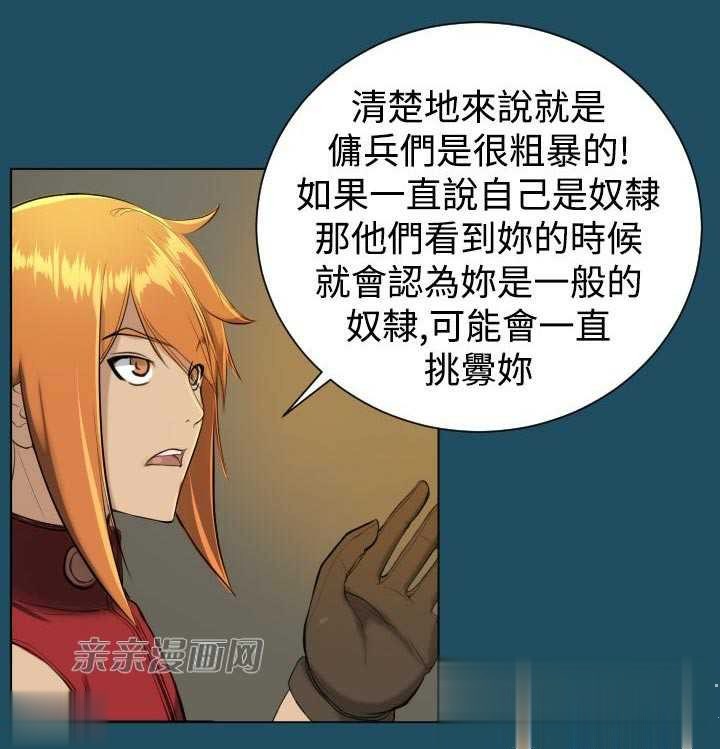 清楚地來說就是
傭兵們是很粗暴的!
如果一直說自己是奴隸
那他們看到妳的時候
就會認為妳是一般的
奴隸,可能會一直
挑釁妳
亲亲漫画网